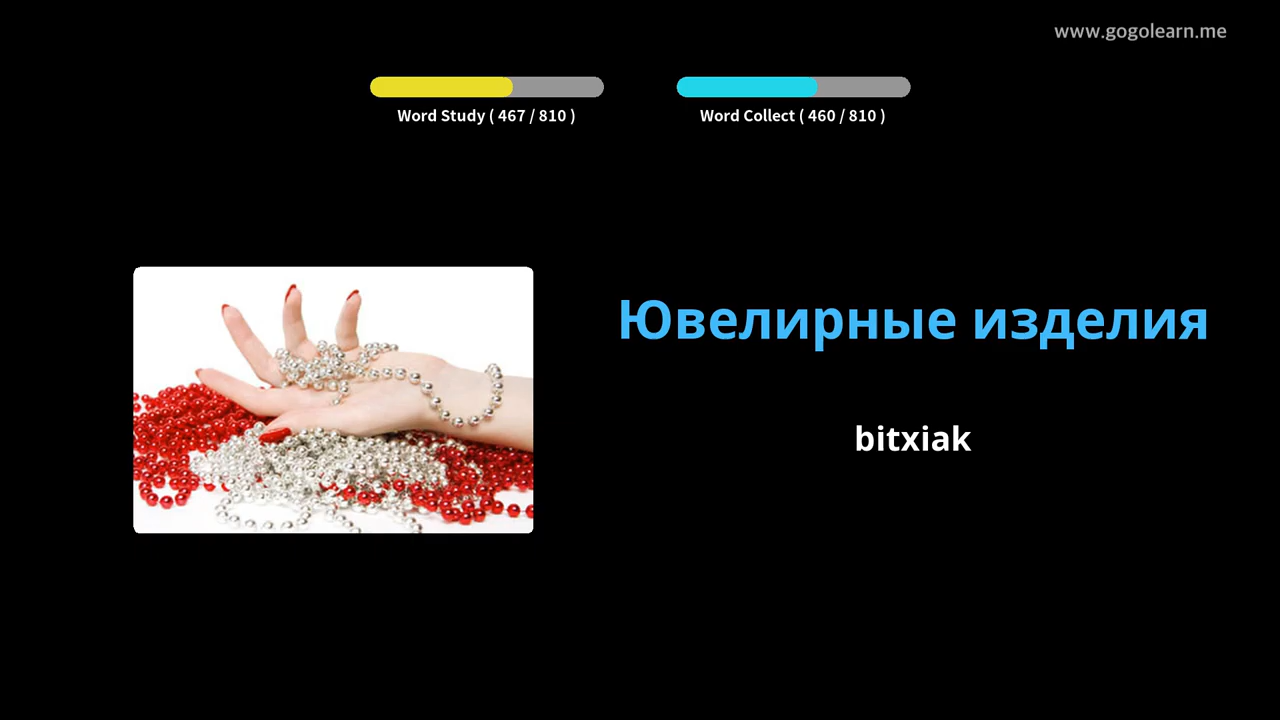 www.gogolearn.me
Word Study ( 467 / 810 )
Word Collect ( 460 / 810 )
Ювелирные изделия
bitxiak